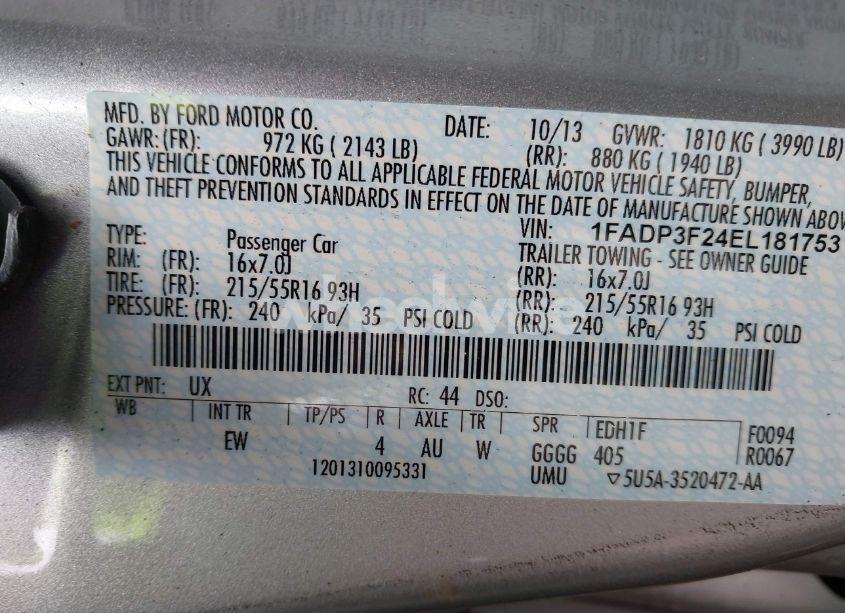 MFD. BY FORD MOTOR CO. DATE: 10/13 GVWR: 1810 KG ( 3990 LB)
GAWR: (FR): 972 KG ( 2143 LB) (RR): 880 KG ( 1940 LB)
THIS VEHICLE CONFORMS TO ALL APPLICABLE FEDERAL MOTOR VEHICLE SAFETY, BUMPER,
AND THEFT PREVENTION STANDARDS IN EFFECT ON THE DATE OF MANUFACTURE SHOWN ABOV
VIN: 1FADP3F24EL181753
TYPE: Passenger Car TRAILER TOWING - SEE OWNER GUIDE
RIM: (FR): 16x7.0J (RR): 16x7.0J
TIRE: (FR): 215/55R16 93H (RR): 215/55R16 93H
PRESSURE: (FR): 240 kPa/ 35 PSI COLD (RR): 240 kPa/ 35 PSI COLD
EXT PNT: UX RC: 44 DSO:
WB INT TR TP/PS R AXLE TR SPR EDH1F F0094
EW 4 AU W GGGG 405 R0067
1201310095331 UMU ▽5U5A-3520472-AA